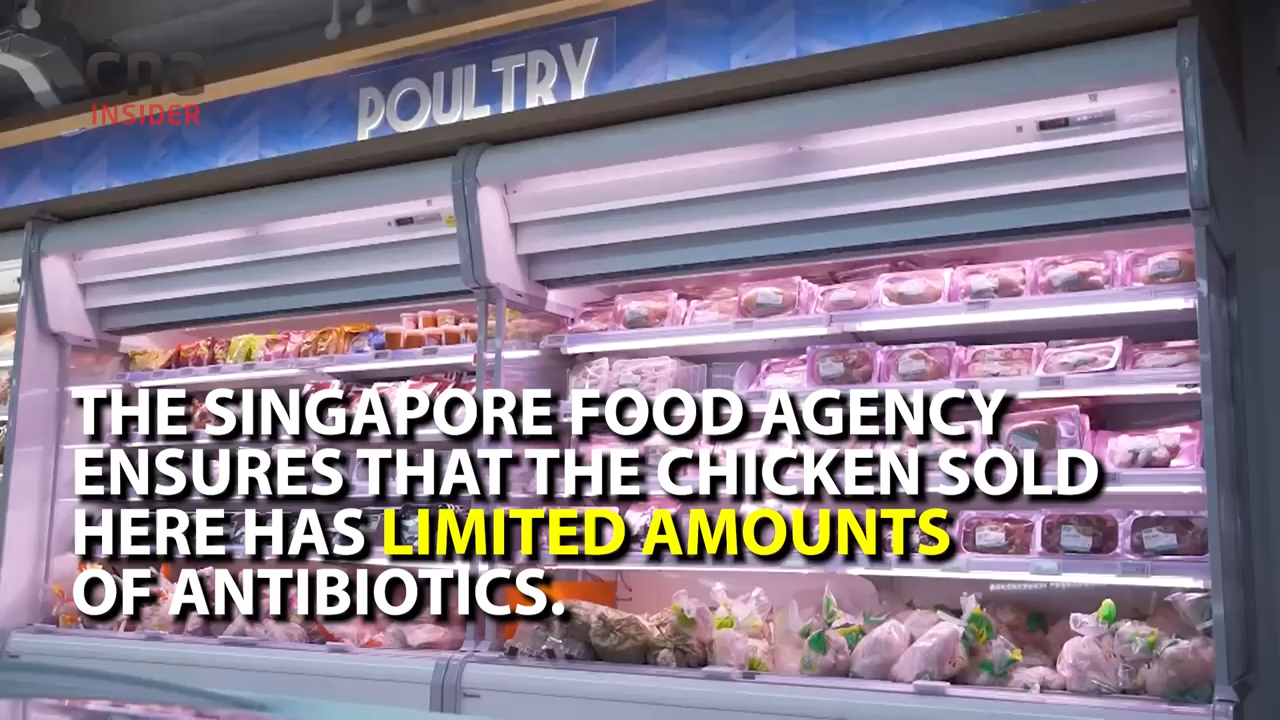 cna
INSIDER
POULTRY
THE SINGAPORE FOOD AGENCY
ENSURES THAT THE CHICKEN SOLD
HERE HAS LIMITED AMOUNTS
OF ANTIBIOTICS.